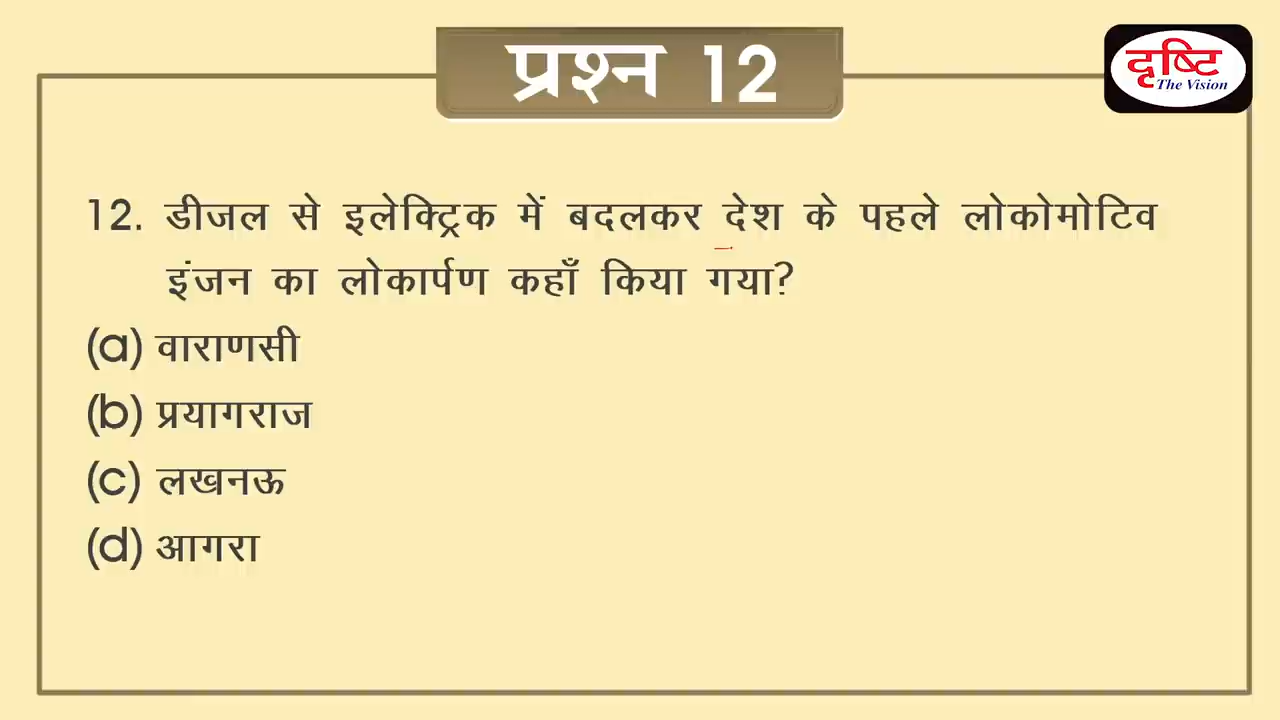 प्रश्न 12
दृष्टि
The Vision
12. डीजल से इलेक्ट्रिक में बदलकर देश के पहले लोकोमोटिव
इंजन का लोकार्पण कहाँ किया गया?
(a) वाराणसी
(b) प्रयागराज
(c) लखनऊ
(d) आगरा